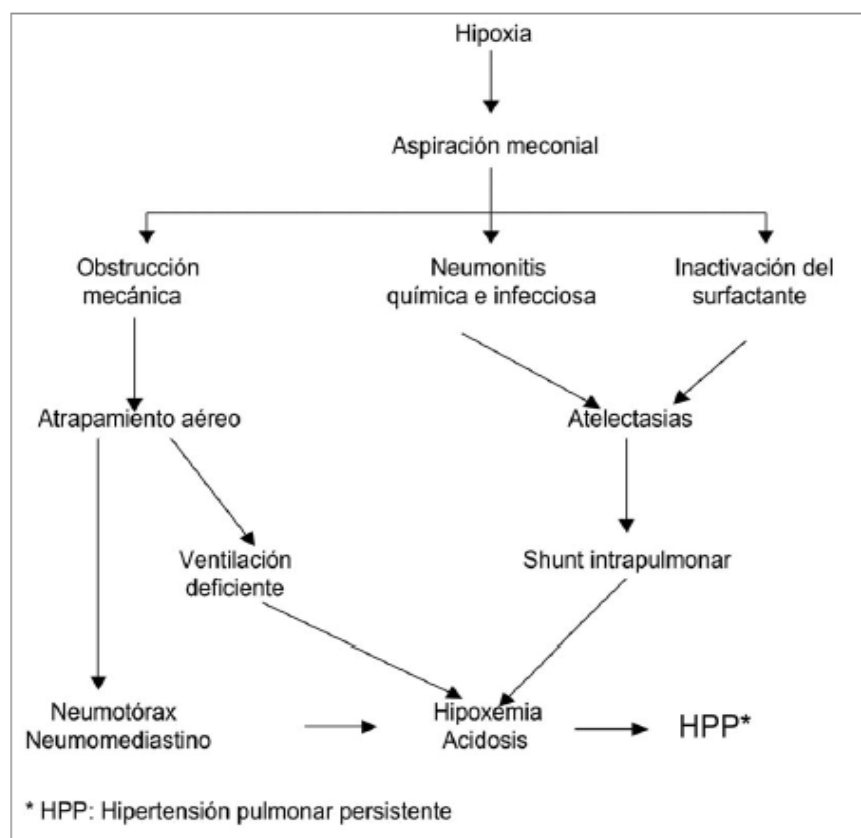 Hipoxia
Aspiración meconial
Obstrucción
mecánica
Neumonitis
química e infecciosa
Inactivación del
surfactante
Atrapamiento aéreo
Atelectasias
Ventilación
deficiente
Shunt intrapulmonar
Neumotórax
Neumomediastino
Hipoxemia
Acidosis
HPP*
* HPP: Hipertensión pulmonar persistente